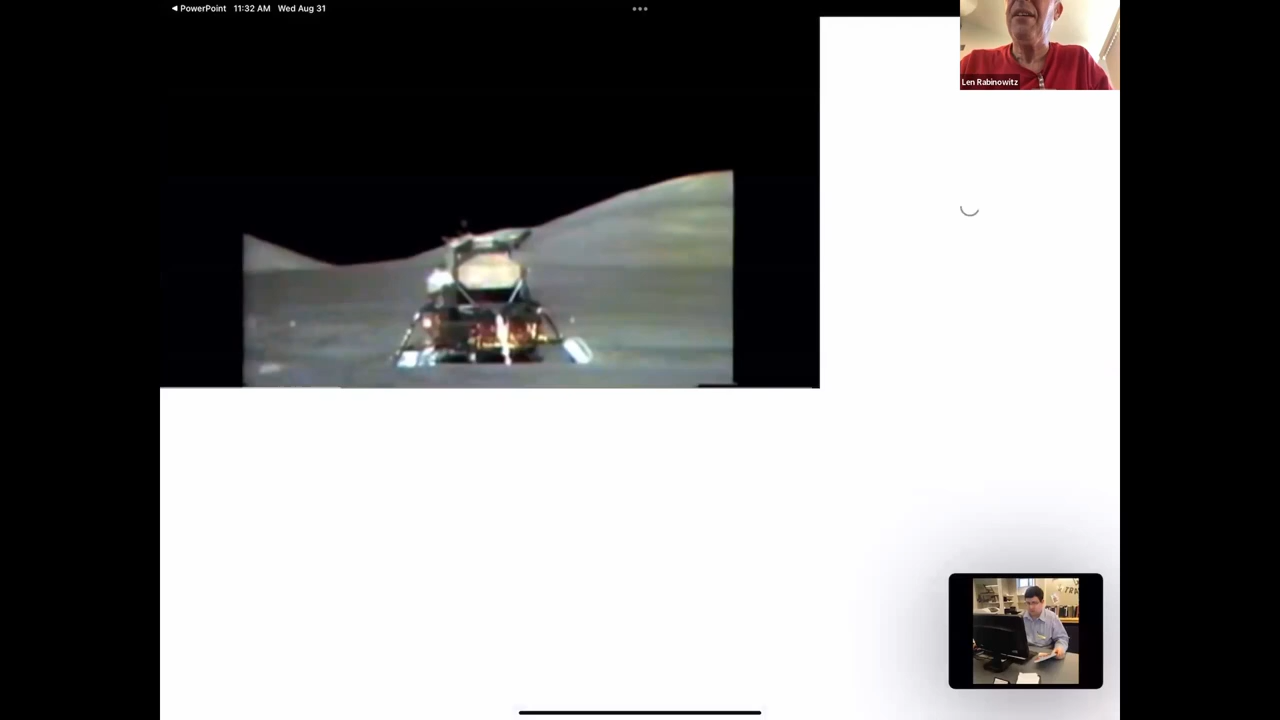 ◀ PowerPoint 11:32 AM Wed Aug 31
Len Rabinowitz